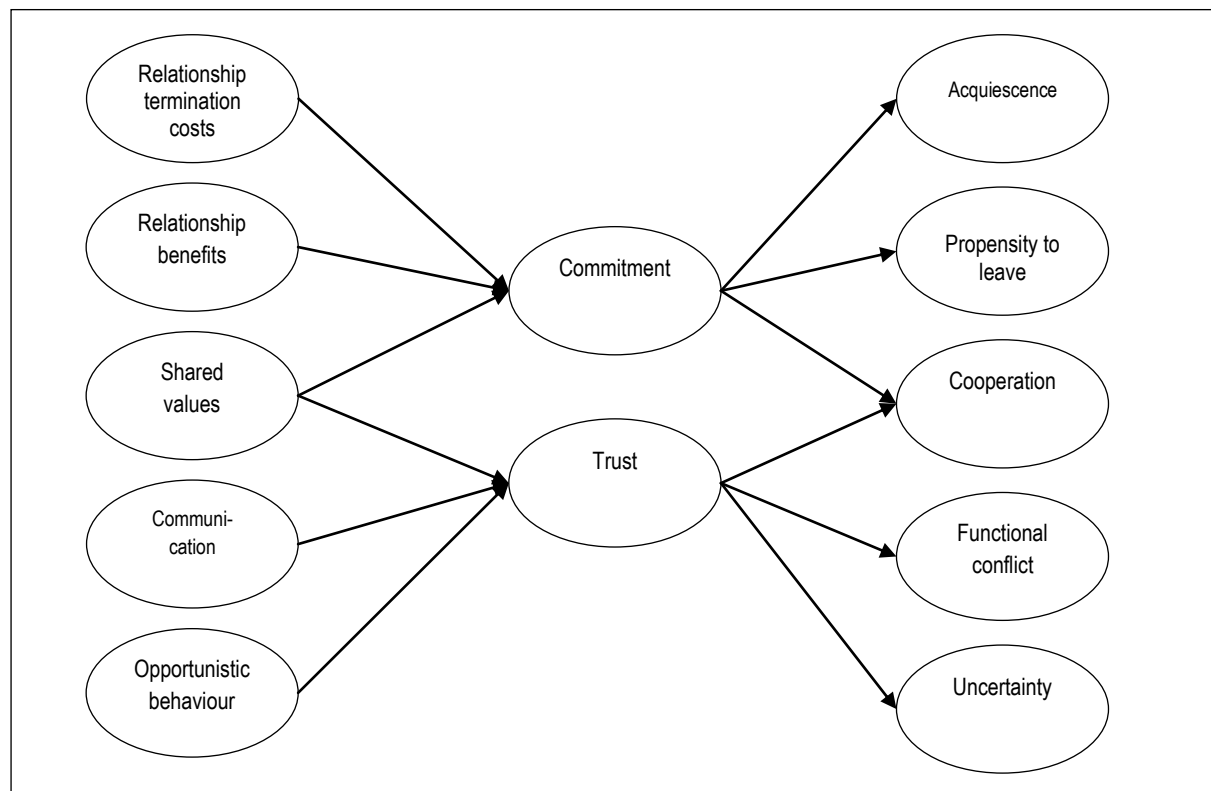 Relationship
termination
costs
Relationship
benefits
Shared
values
Communi-
cation
Opportunistic
behaviour
Commitment
Trust
Acquiescence
Propensity to
leave
Cooperation
Functional
conflict
Uncertainty